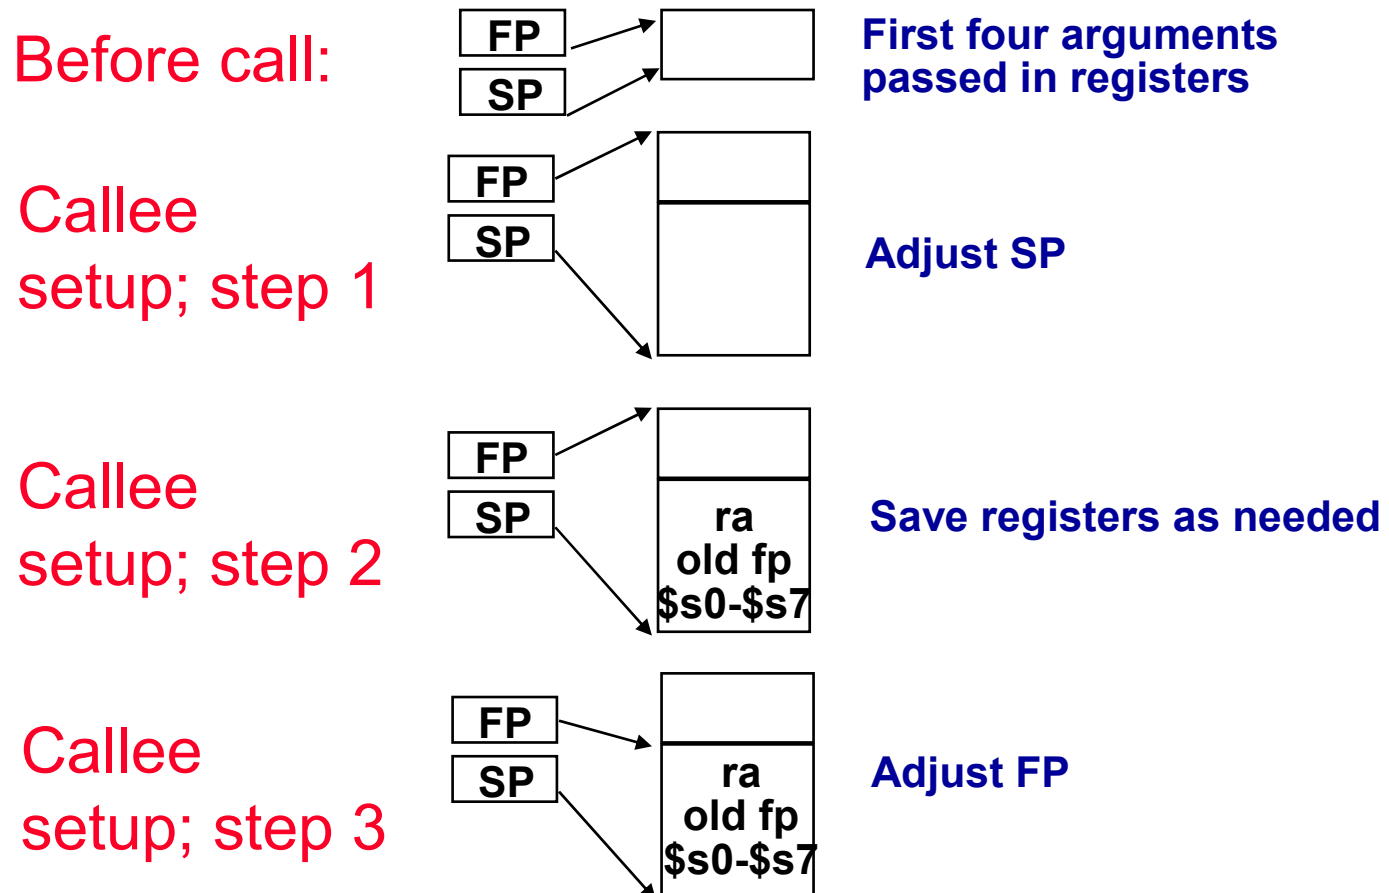 Before call:
FP
SP
First four arguments
passed in registers
Callee
setup; step 1
FP
SP
Adjust SP
Callee
setup; step 2
FP
SP
ra
old fp
$s0-$s7
Save registers as needed
Callee
setup; step 3
FP
SP
ra
old fp
$s0-$s7
Adjust FP